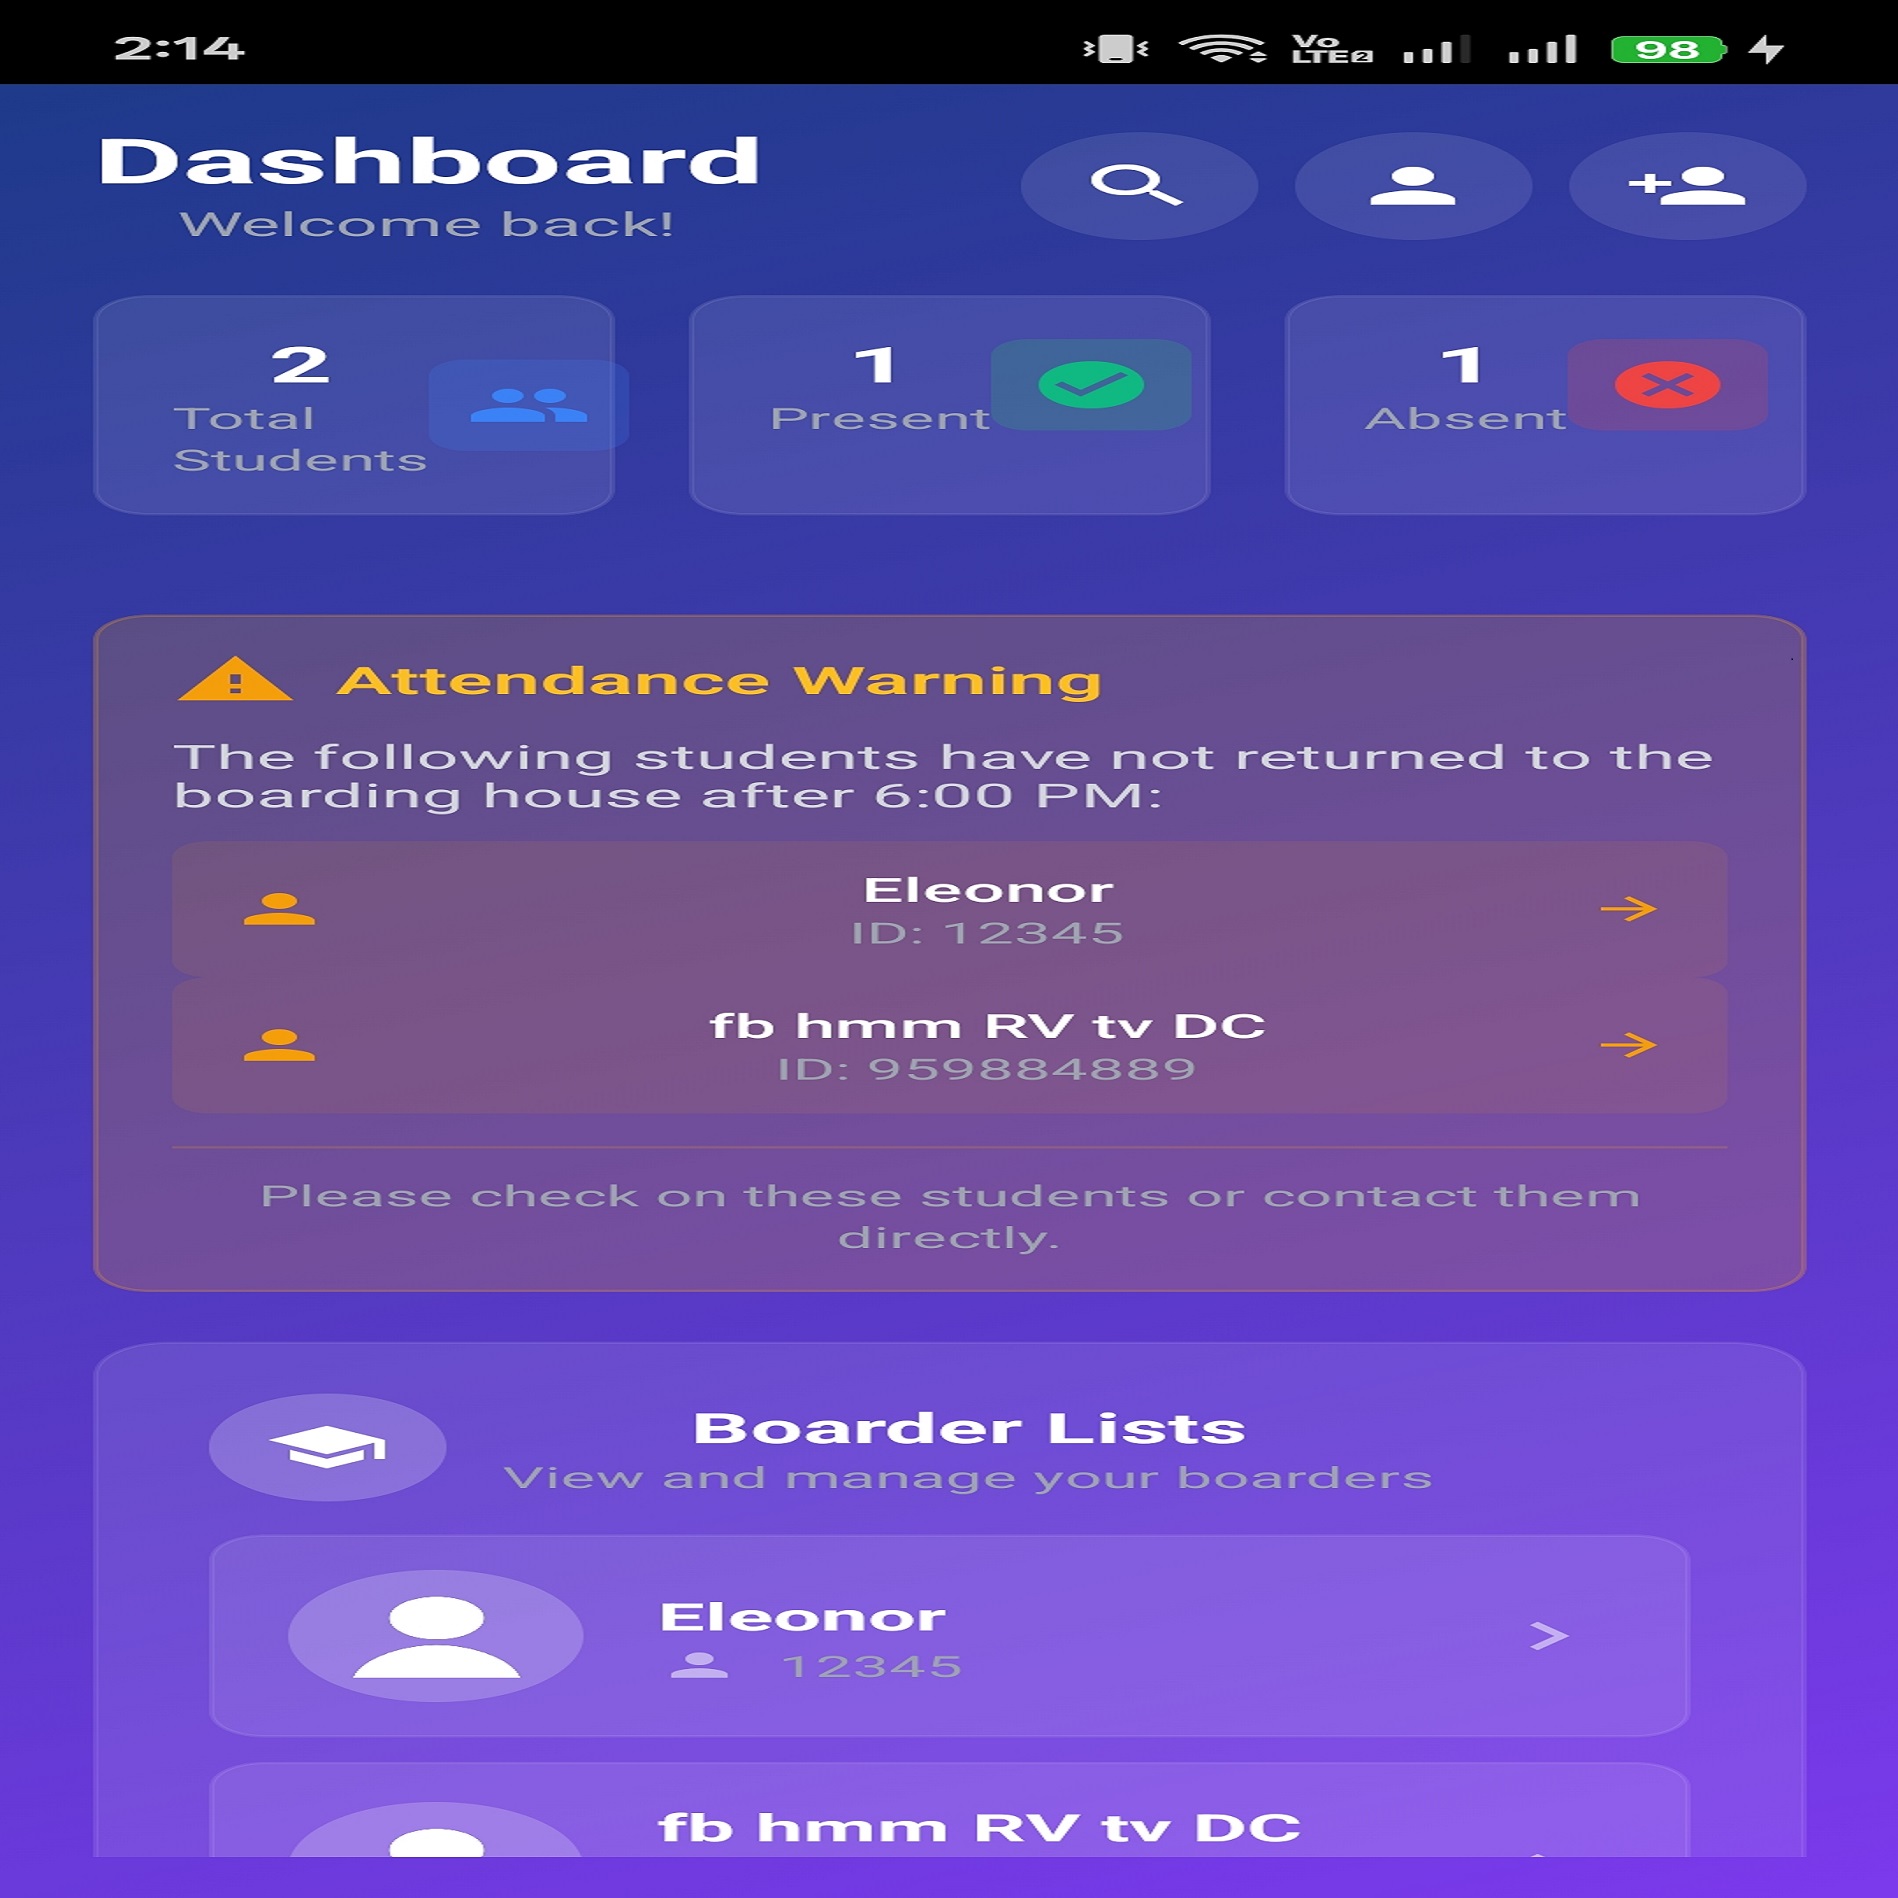 2:14
Vo
LTE2
98
Dashboard
Welcome back!
2
Total
Students
1
Present
1
Absent
Attendance Warning
The following students have not returned to the
boarding house after 6:00 PM:
Eleonor
ID: 12345
fb hmm RV tv DC
ID: 959884889
Please check on these students or contact them
directly.
Boarder Lists
View and manage your boarders
Eleonor
12345
fb hmm RV tv DC